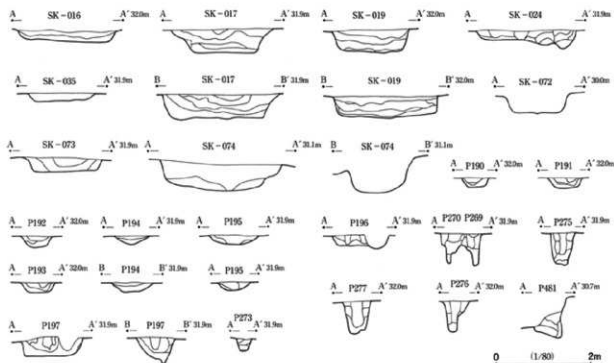 A SK-016 A' 32.0m A SK-017 A' 31.9m A SK-019 A' 32.0m A SK-024 A' 31.9m
A SK-035 A' 31.9m B SK-017 B' 31.9m B SK-019 B' 32.0m A SK-072 A' 30.0m
A SK-073 A' 31.9m A SK-074 A' 31.1m B SK-074 B' 31.1m A P190 A' 32.0m A P191 A' 32.0m
A P192 A' 32.0m A P194 A' 31.9m A P195 A' 31.9m A P196 A' 31.9m A P270 P269 A' 31.9m A P275 A' 31.9m
A P193 A' 32.0m B P194 B' 31.9m A P195 A' 31.9m A P277 A' 32.0m A P276 A' 32.0m A P481 A' 30.7m
A P197 A' 31.9m B P197 B' 31.9m A P273 A' 31.9m
0 (1/80) 2m